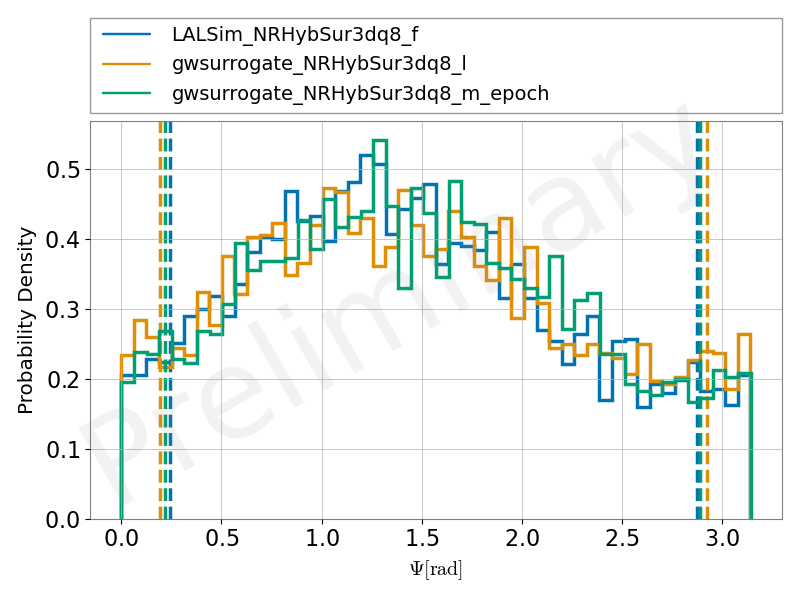 LALSim_NRHybSur3dq8_f
gwsurrogate_NRHybSur3dq8_l
gwsurrogate_NRHybSur3dq8_m_epoch
Preliminary
Probability Density
0.5
0.4
0.3
0.2
0.1
0.0
0.0 0.5 1.0 1.5 2.0 2.5 3.0
Ψ[rad]